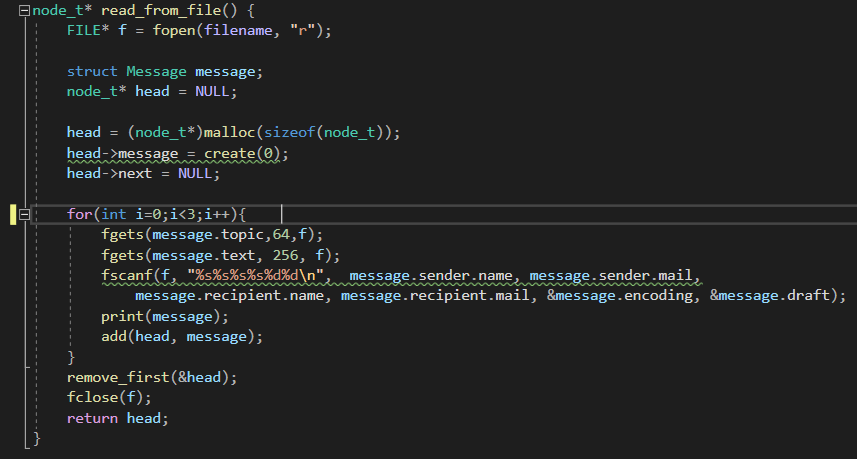 node_t* read_from_file() {
    FILE* f = fopen(filename, "r");

    struct Message message;
    node_t* head = NULL;

    head = (node_t*)malloc(sizeof(node_t));
    head->message = create(0);
    head->next = NULL;

    for(int i=0;i<3;i++){
        fgets(message.topic,64,f);
        fgets(message.text, 256, f);
        fscanf(f, "%s%s%s%s%d%d\n",  message.sender.name, message.sender.mail,
            message.recipient.name, message.recipient.mail, &message.encoding, &message.draft);
        print(message);
        add(head, message);
    }
    remove_first(&head);
    fclose(f);
    return head;
}